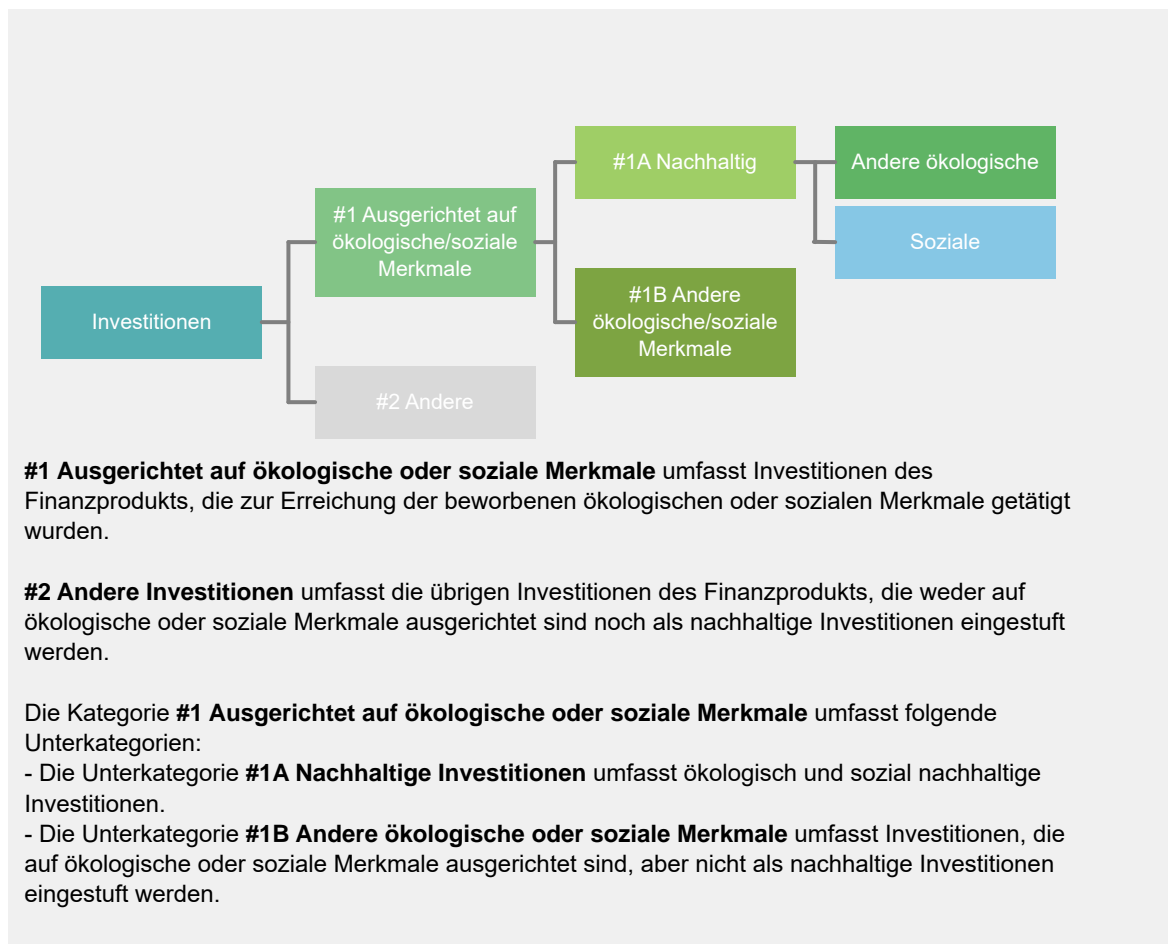 #1A Nachhaltig
Andere ökologische
#1 Ausgerichtet auf
ökologische/soziale
Merkmale
Soziale
Investitionen
#1B Andere
ökologische/soziale
Merkmale
#2 Andere
#1 Ausgerichtet auf ökologische oder soziale Merkmale umfasst Investitionen des
Finanzprodukts, die zur Erreichung der beworbenen ökologischen oder sozialen Merkmale getätigt
wurden.
#2 Andere Investitionen umfasst die übrigen Investitionen des Finanzprodukts, die weder auf
ökologische oder soziale Merkmale ausgerichtet sind noch als nachhaltige Investitionen eingestuft
werden.
Die Kategorie #1 Ausgerichtet auf ökologische oder soziale Merkmale umfasst folgende
Unterkategorien:
- Die Unterkategorie #1A Nachhaltige Investitionen umfasst ökologisch und sozial nachhaltige
Investitionen.
- Die Unterkategorie #1B Andere ökologische oder soziale Merkmale umfasst Investitionen, die
auf ökologische oder soziale Merkmale ausgerichtet sind, aber nicht als nachhaltige Investitionen
eingestuft werden.